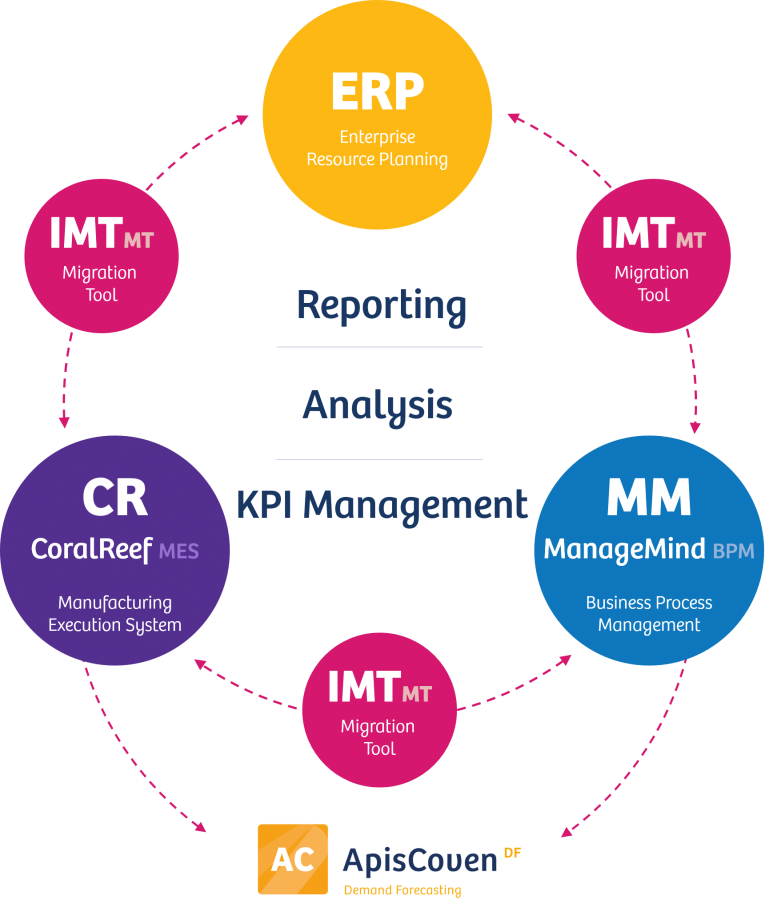 ERP
Enterprise
Resource Planning
IMT MT
Migration
Tool
IMT MT
Migration
Tool
Reporting
Analysis
KPI Management
CR
CoralReef MES
Manufacturing
Execution System
MM
ManageMind BPM
Business Process
Management
IMT MT
Migration
Tool
AC
ApisCoven DF
Demand Forecasting